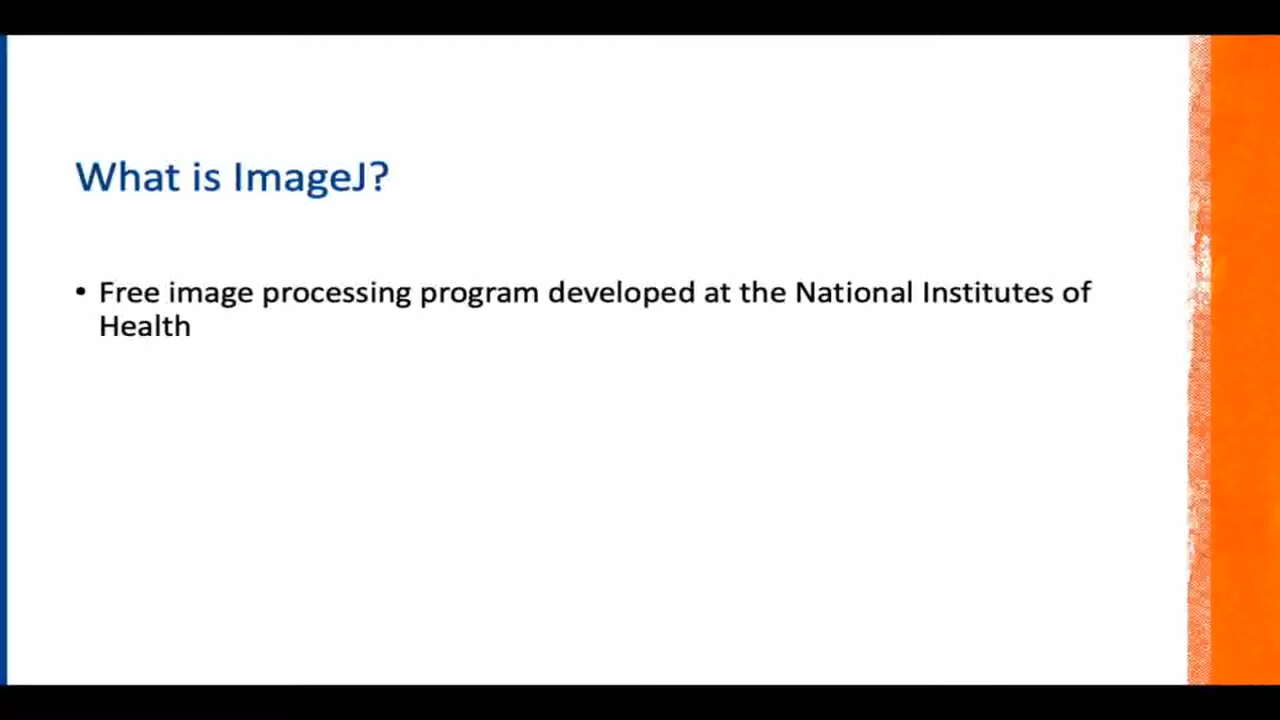 What is ImageJ?
• Free image processing program developed at the National Institutes of
Health